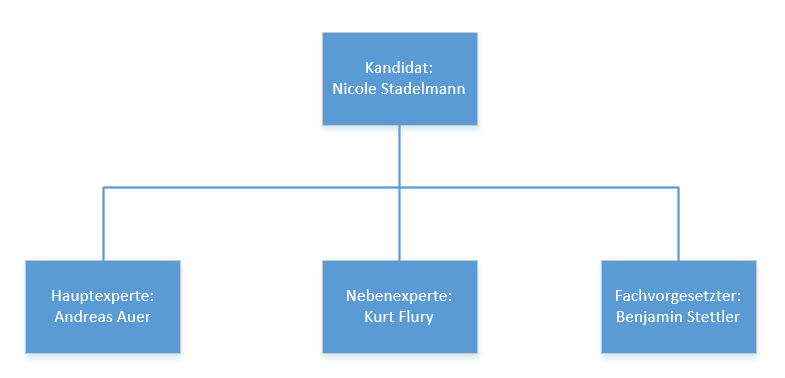 Kandidat:
Nicole Stadelmann
Hauptexperte:
Andreas Auer
Nebenexperte:
Kurt Flury
Fachvorgesetzter:
Benjamin Stettler